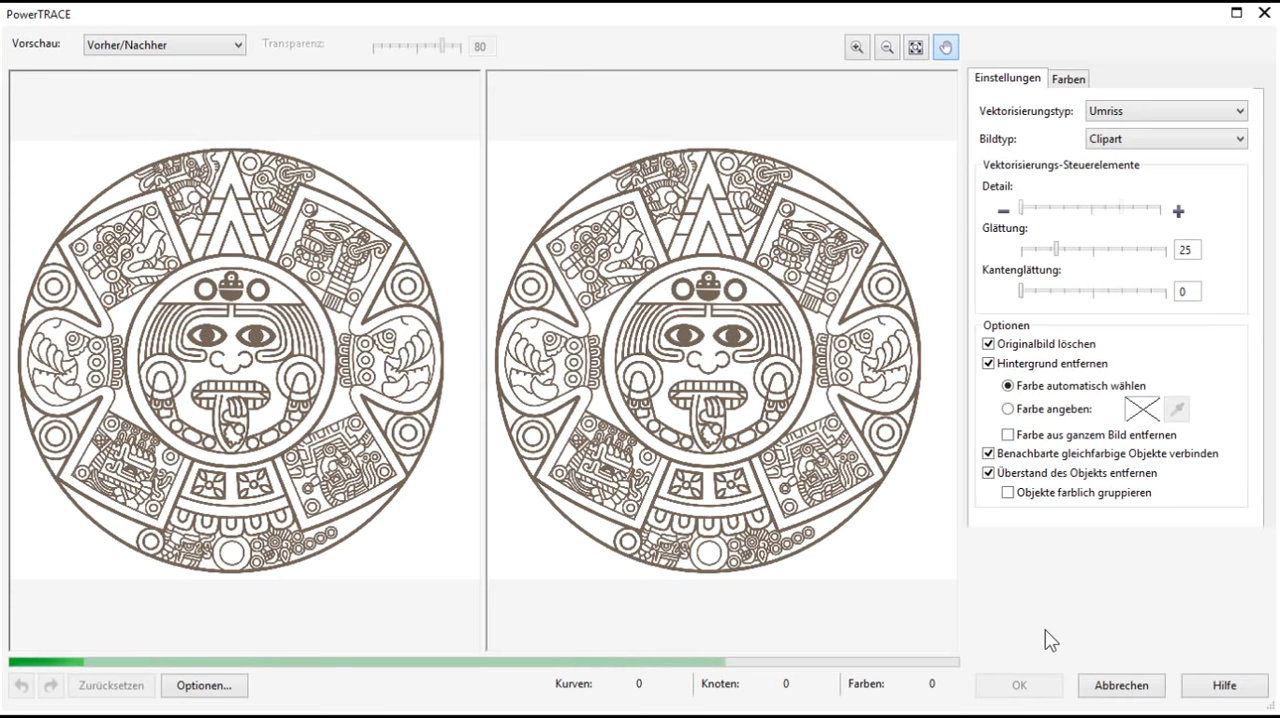 PowerTRACE
Vorschau: Vorher/Nachher Transparenz: 80
Einstellungen Farben
Vektorisierungstyp: Umriss
Bildtyp: Clipart
Vektorisierungs-Steuerelemente
Detail:
Glättung:
25
Kantenglättung:
0
Optionen
Originalbild löschen
Hintergrund entfernen
Farbe automatisch wählen
Farbe angeben:
Farbe aus ganzem Bild entfernen
Benachbarte gleichfarbige Objekte verbinden
Überstand des Objekts entfernen
Objekte farblich gruppieren
Zurücksetzen Optionen... Kurven: 0 Knoten: 0 Farben: 0 OK Abbrechen Hilfe